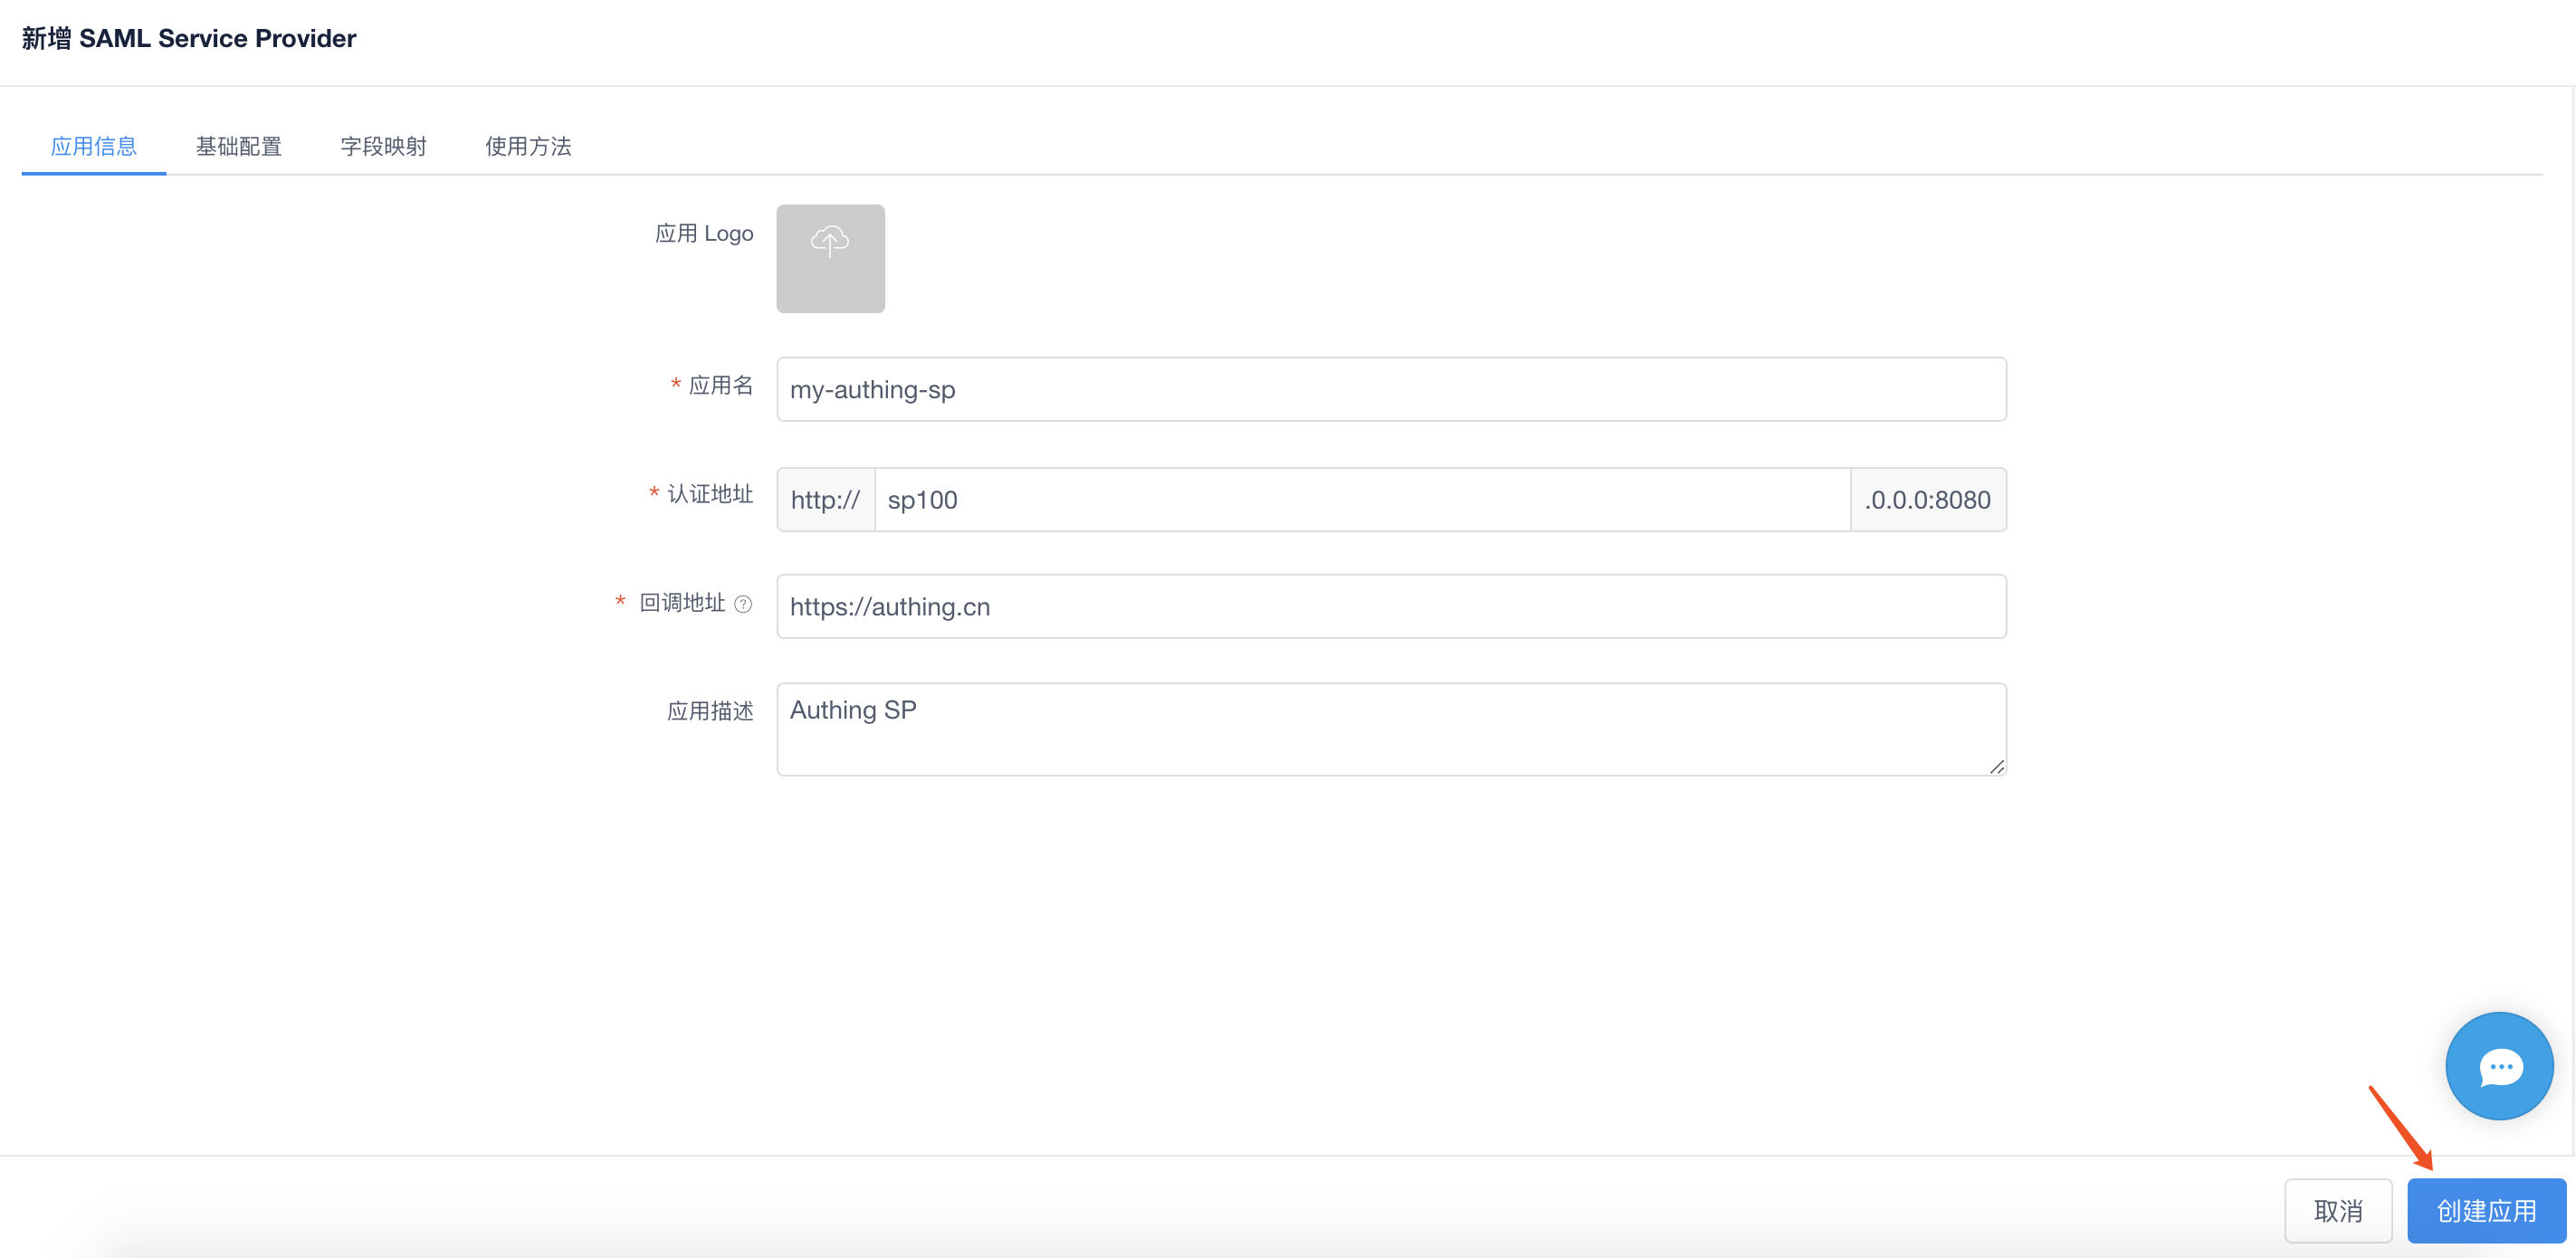 新增 SAML Service Provider
应用信息 基础配置 字段映射 使用方法
应用 Logo
* 应用名 my-authing-sp
* 认证地址 http:// sp100 .0.0.0:8080
* 回调地址 ? https://authing.cn
应用描述 Authing SP
取消 创建应用